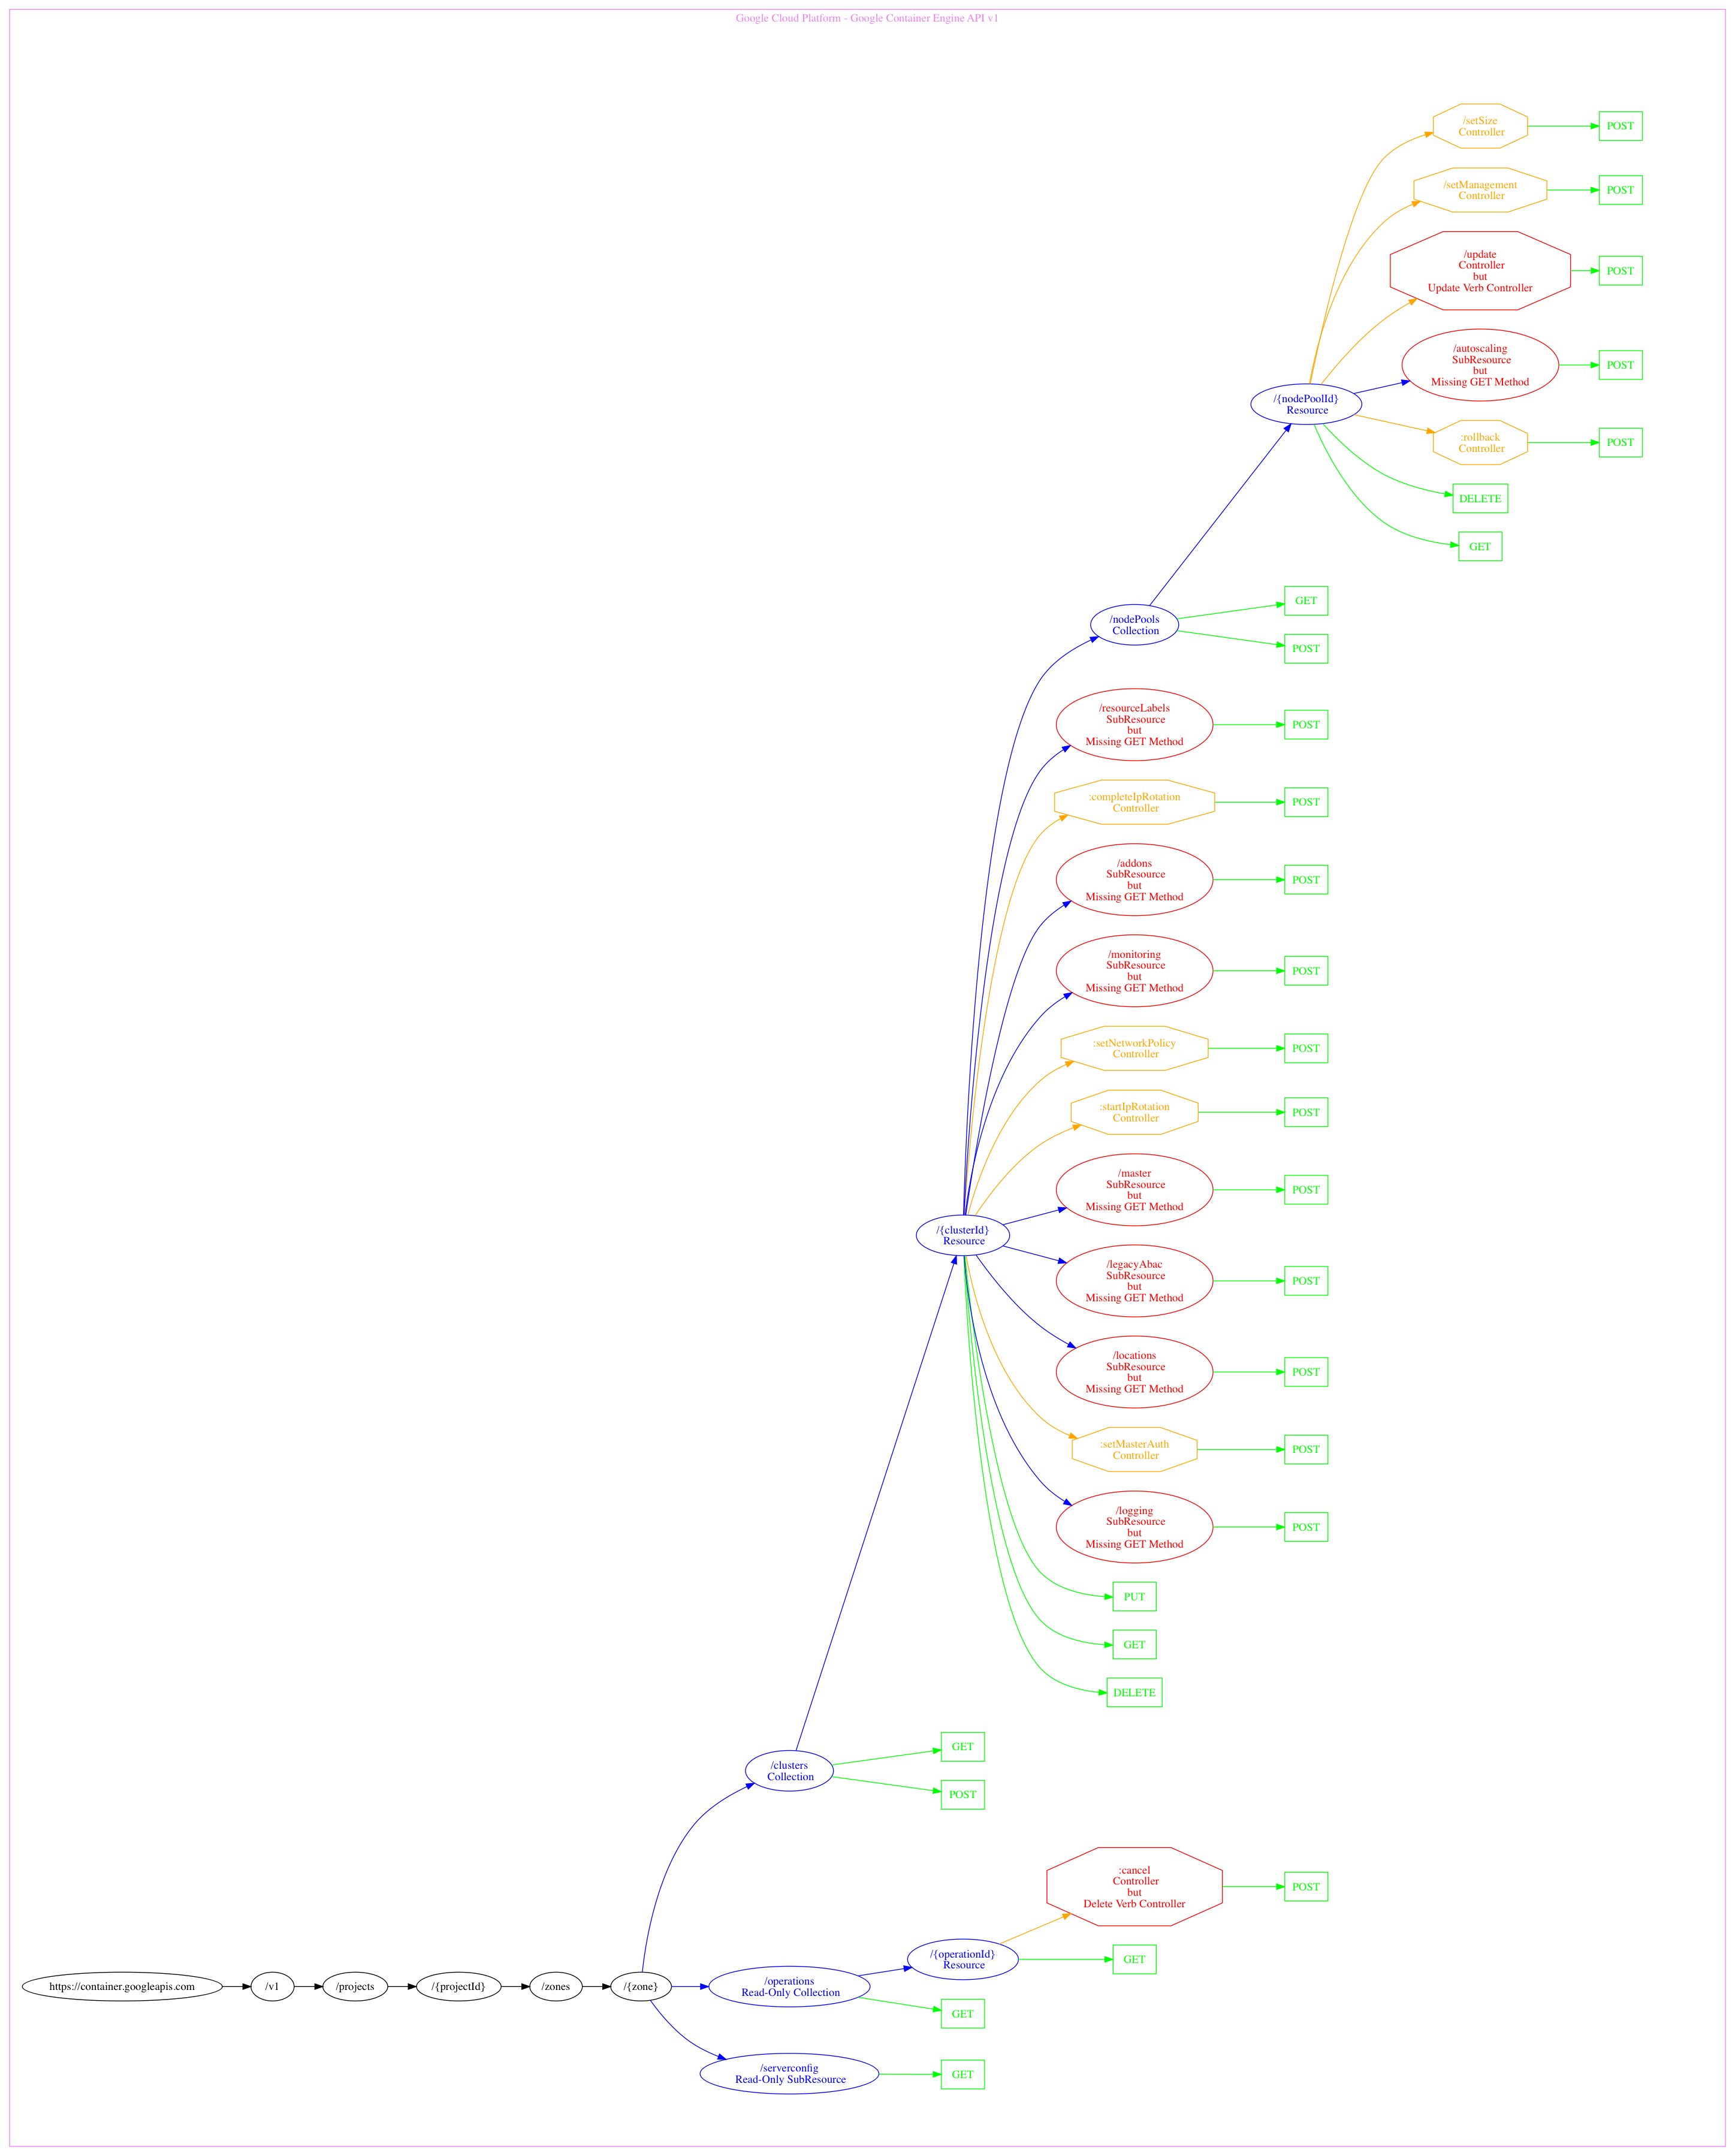 Google Cloud Platform - Google Container Engine API v1
/setSize
Controller
POST
/setManagement
Controller
POST
/update
Controller
but
Update Verb Controller
POST
/autoscaling
SubResource
but
Missing GET Method
POST
/{nodePoolId}
Resource
:rollback
Controller
POST
DELETE
GET
/nodePools
Collection
GET
POST
/resourceLabels
SubResource
but
Missing GET Method
POST
:completeIpRotation
Controller
POST
/addons
SubResource
but
Missing GET Method
POST
/monitoring
SubResource
but
Missing GET Method
POST
:setNetworkPolicy
Controller
POST
:startIpRotation
Controller
POST
/master
SubResource
but
Missing GET Method
POST
/{clusterId}
Resource
/legacyAbac
SubResource
but
Missing GET Method
POST
/locations
SubResource
but
Missing GET Method
POST
:setMasterAuth
Controller
POST
/logging
SubResource
but
Missing GET Method
POST
PUT
GET
DELETE
/clusters
Collection
GET
POST
:cancel
Controller
but
Delete Verb Controller
POST
/{operationId}
Resource
GET
https://container.googleapis.com
/v1
/projects
/{projectId}
/zones
/{zone}
/operations
Read-Only Collection
GET
/serverconfig
Read-Only SubResource
GET